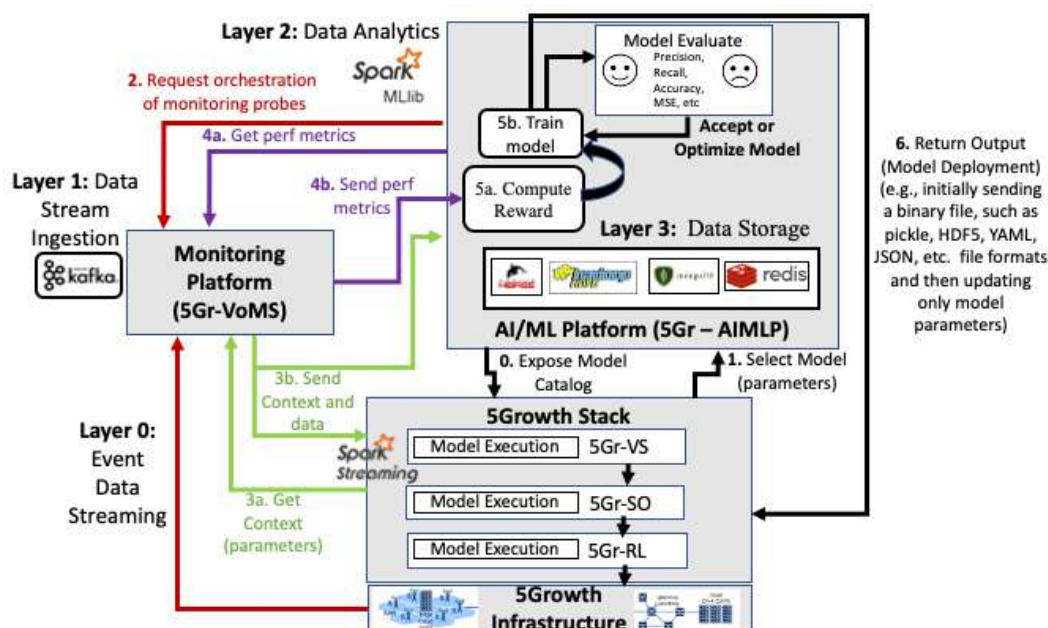 Layer 2: Data Analytics
Spark
MLlib
2. Request orchestration
of monitoring probes
4a. Get perf metrics
4b. Send perf
metrics
Layer 1: Data
Stream
Ingestion
kafka
Monitoring
Platform
(5Gr-VoMS)
Model Evaluate
Precision,
Recall,
Accuracy,
MSE, etc
5b. Train
model
Accept or
Optimize Model
5a. Compute
Reward
Layer 3: Data Storage
mongoDB
redis
AI/ML Platform (5Gr – AIMLP)
6. Return Output
(Model Deployment)
(e.g., initially sending
a binary file, such as
pickle, HDF5, YAML,
JSON, etc. file formats
and then updating
only model
parameters)
0. Expose Model
Catalog
1. Select Model
(parameters)
3b. Send
Context and
data
Layer 0:
Event
Data
Streaming
Spark
Streaming
3a. Get
Context
(parameters)
5Growth Stack
Model Execution 5Gr-VS
Model Execution 5Gr-SO
Model Execution 5Gr-RL
5Growth
Infrastructure